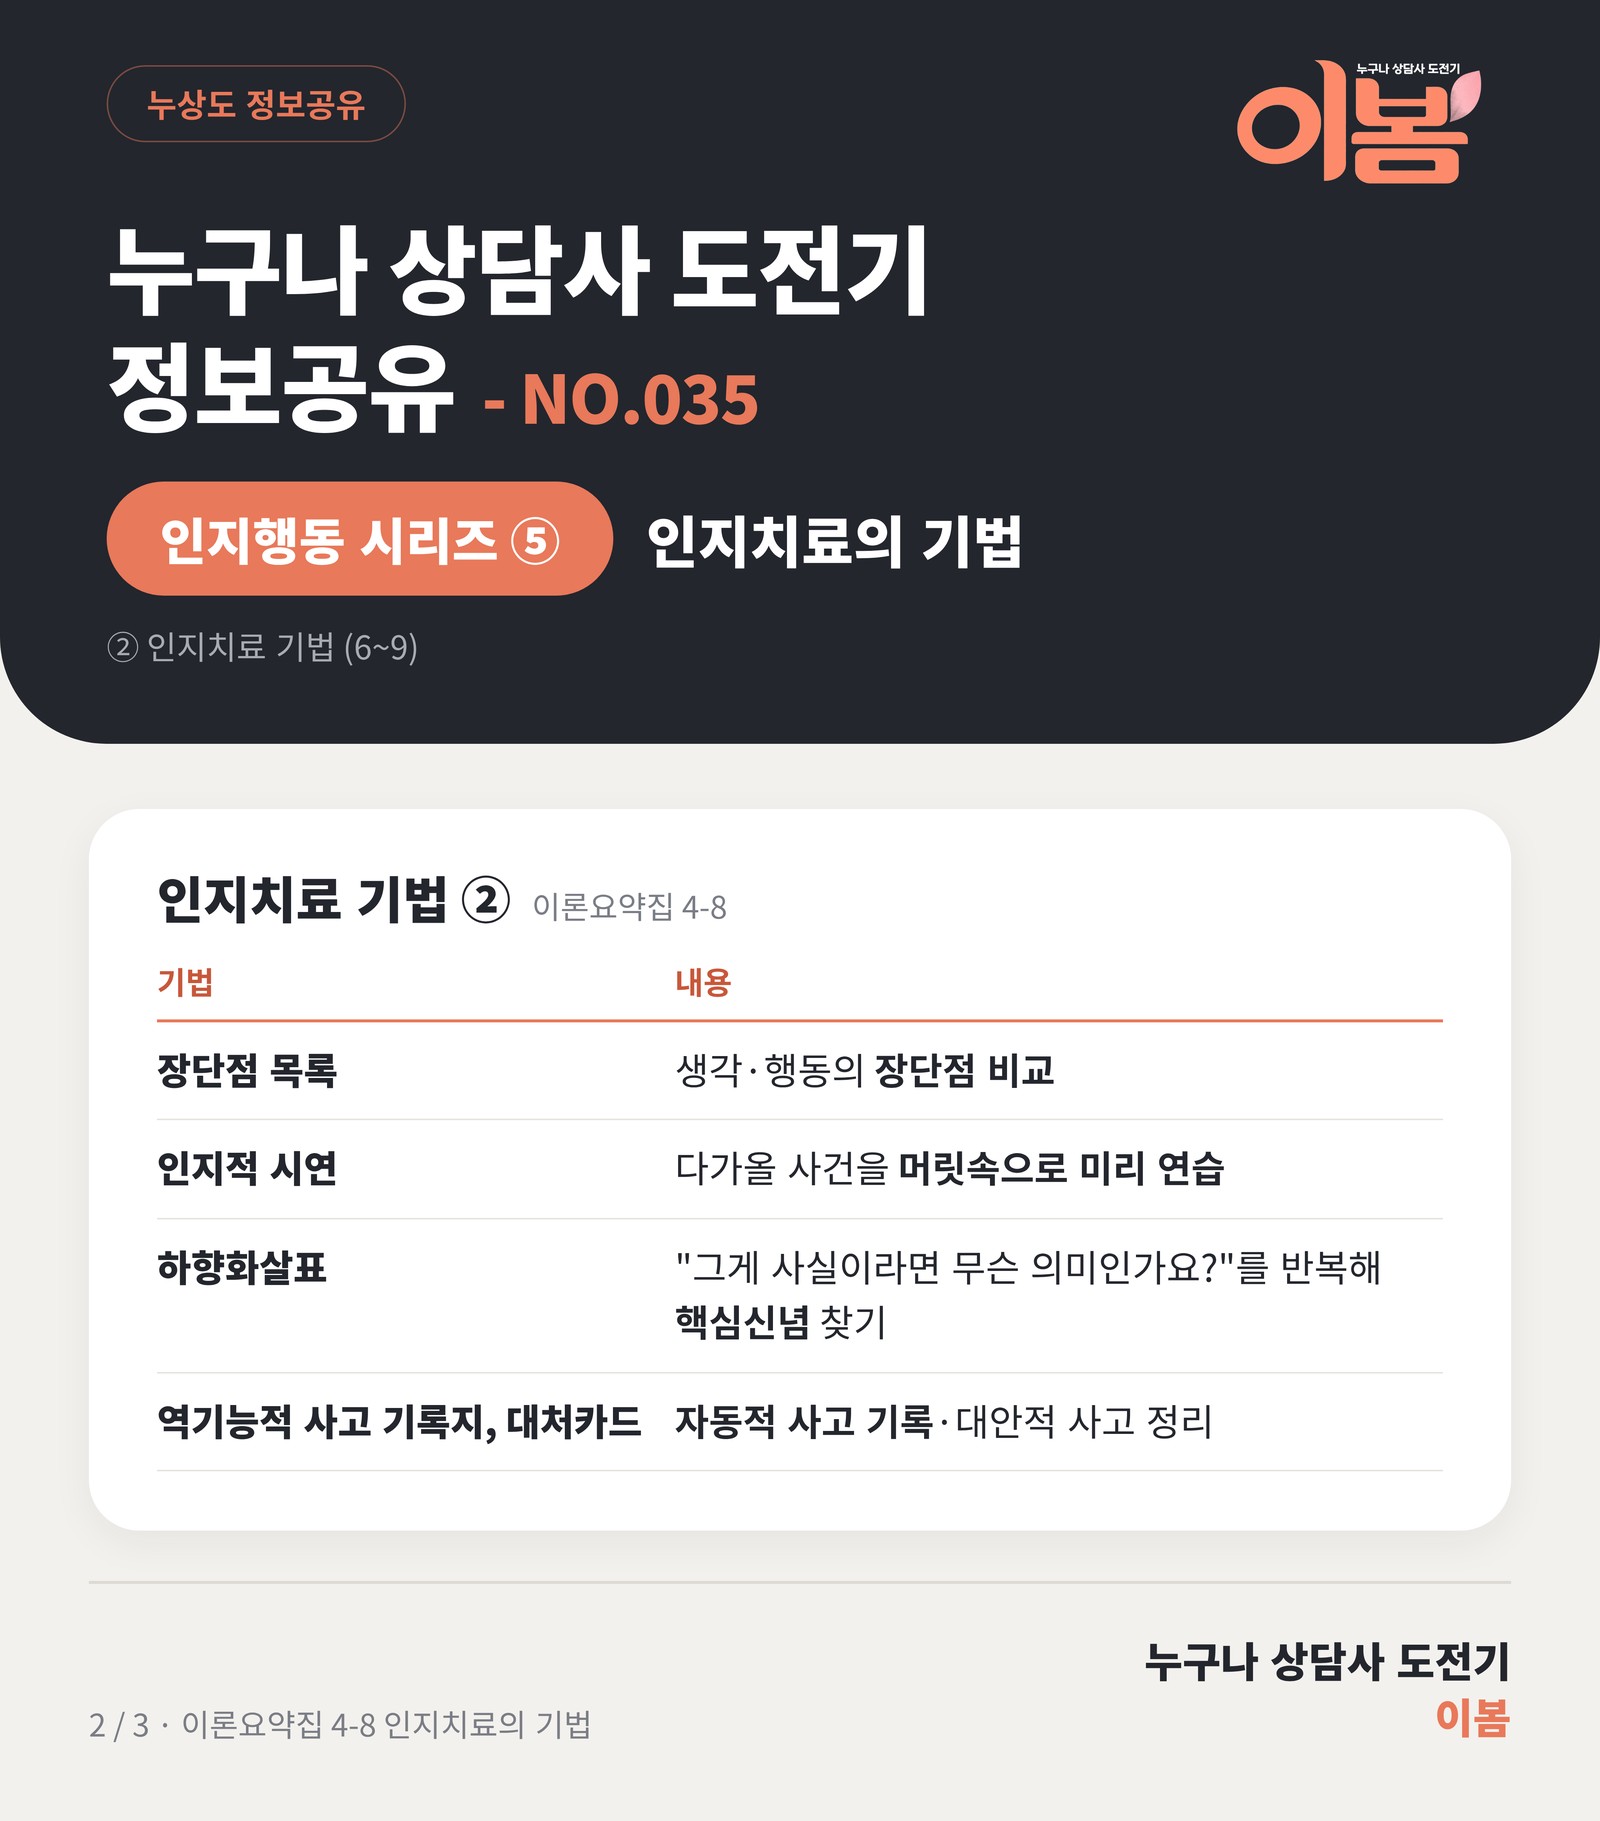 누상도 정보공유
누구나 상담사 도전기
이봄
누구나 상담사 도전기
정보공유 - NO.035
인지행동 시리즈 ⑤ 인지치료의 기법
② 인지치료 기법 (6~9)
인지치료 기법 ② 이론요약집 4-8
기법 내용
장단점 목록 생각·행동의 장단점 비교
인지적 시연 다가올 사건을 머릿속으로 미리 연습
하향화살표 "그게 사실이라면 무슨 의미인가요?"를 반복해
핵심신념 찾기
역기능적 사고 기록지, 대처카드 자동적 사고 기록·대안적 사고 정리
누구나 상담사 도전기
2 / 3 · 이론요약집 4-8 인지치료의 기법 이봄